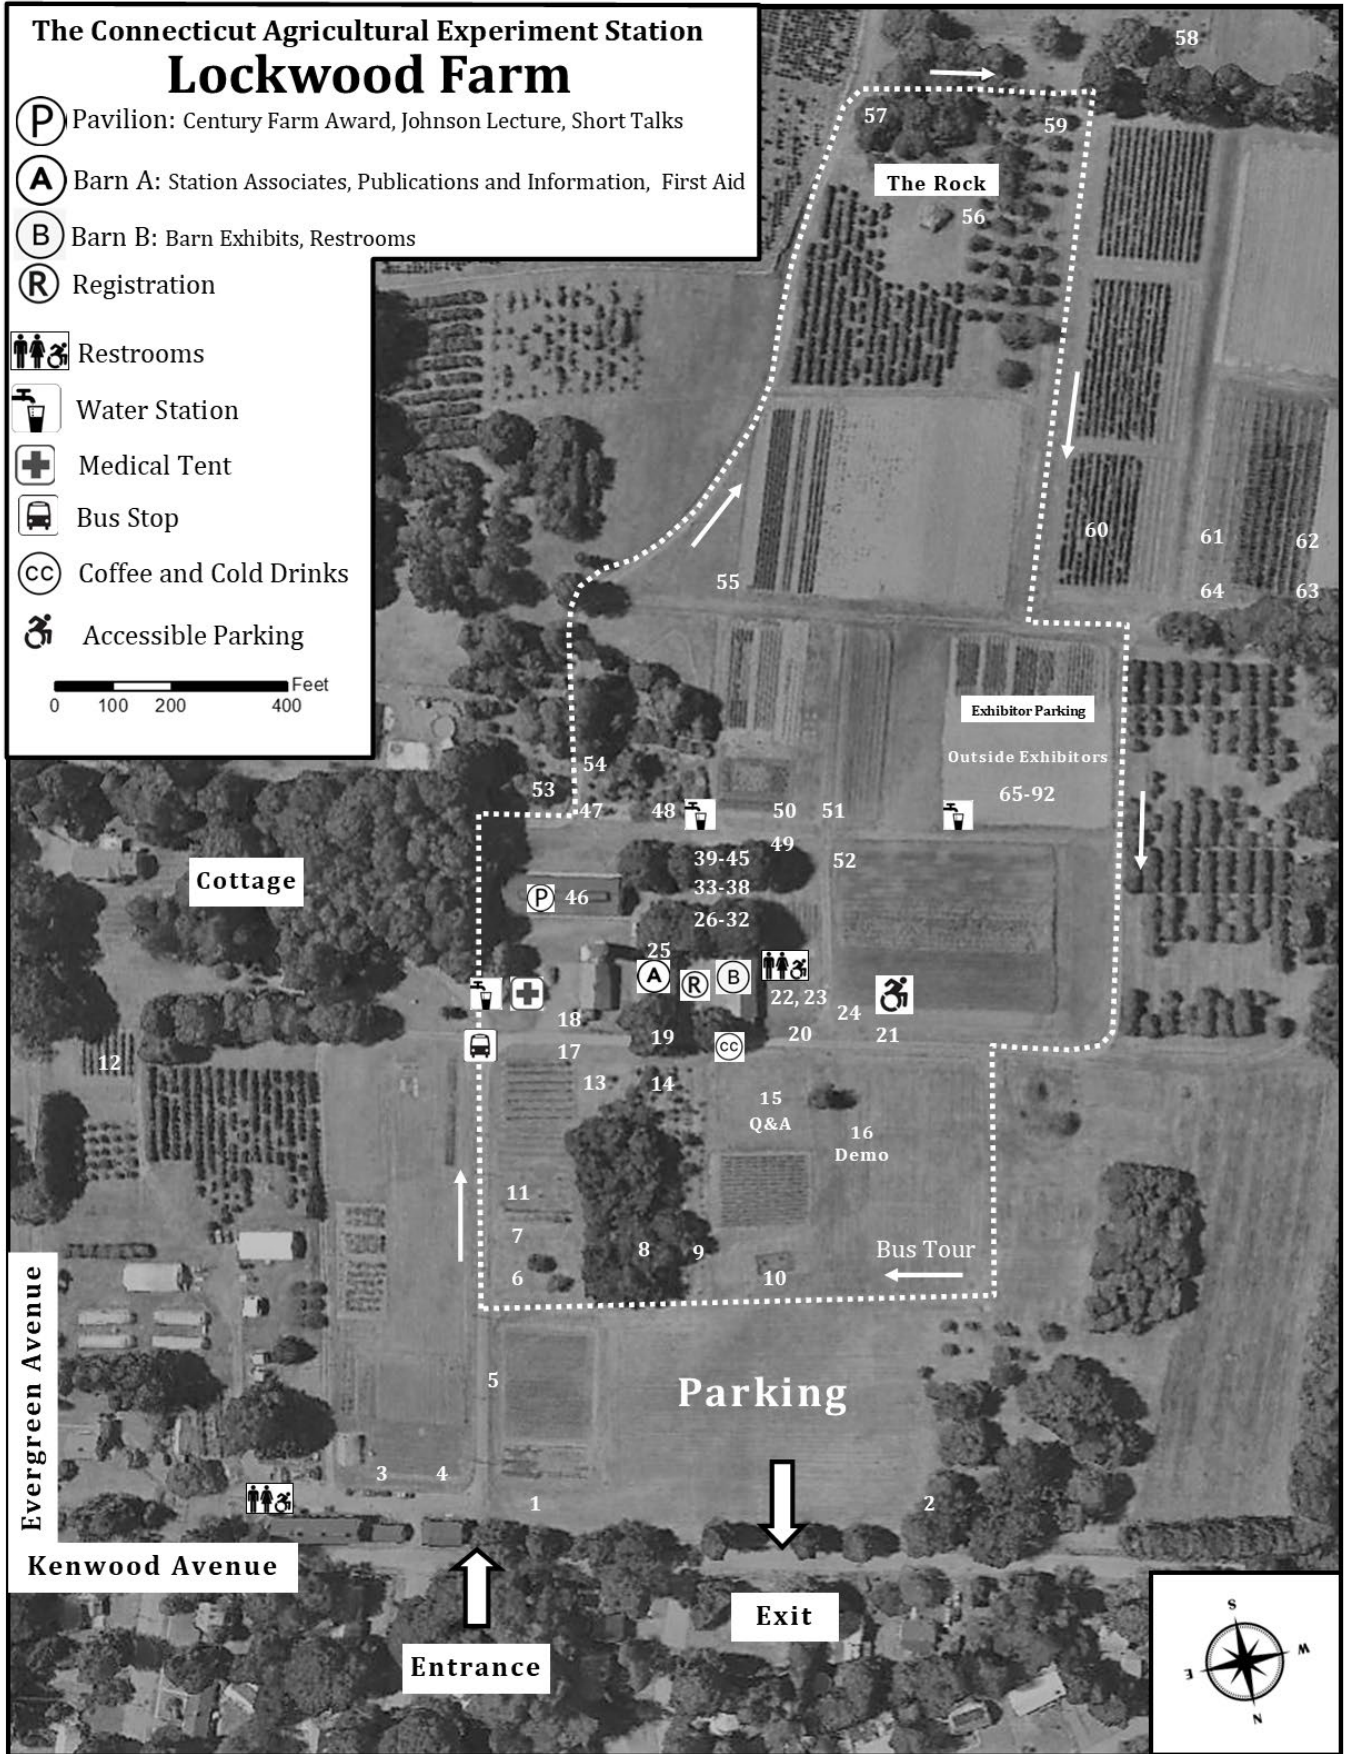 The Connecticut Agricultural Experiment Station
Lockwood Farm
P Pavilion: Century Farm Award, Johnson Lecture, Short Talks
A Barn A: Station Associates, Publications and Information, First Aid
B Barn B: Barn Exhibits, Restrooms
R Registration
Restrooms
Water Station
Medical Tent
Bus Stop
CC Coffee and Cold Drinks
Accessible Parking
Feet
0 100 200 400
58
57
59
The Rock
56
60
61
62
55
64
63
Exhibitor Parking
Outside Exhibitors
65-92
54
53
47
48
50
51
49
39-45
52
Cottage
33-38
P 46
26-32
25
A
R
B
22, 23
24
18
19
20
21
17
CC
12
13
14
15
Q&A
16
Demo
11
7
8
9
6
10
Bus Tour
5
Parking
3
4
1
2
Evergreen Avenue
Kenwood Avenue
Exit
Entrance
S
W
E
N